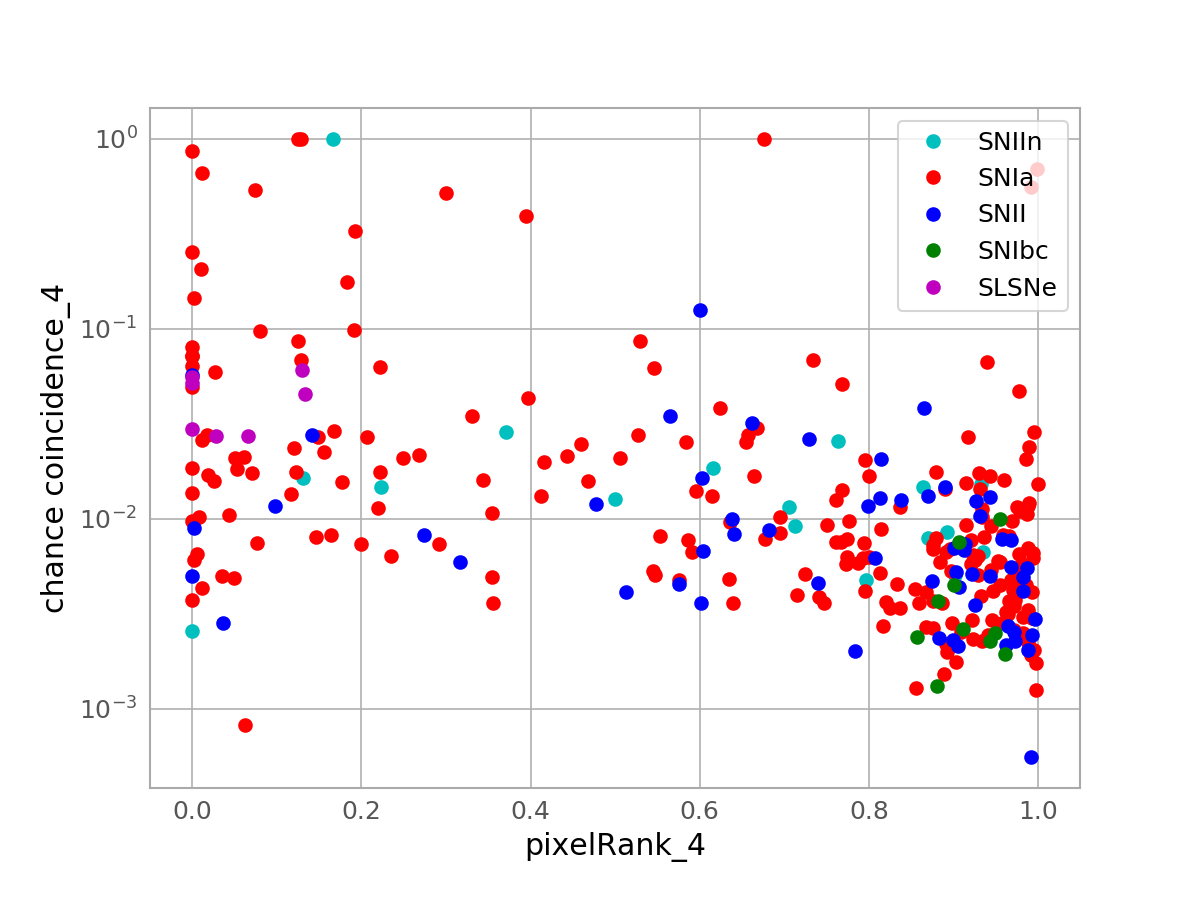 chance coincidence_4
10⁰
10⁻¹
10⁻²
10⁻³
SNIIn
SNIa
SNII
SNIbc
SLSNe
0.0 0.2 0.4 0.6 0.8 1.0
pixelRank_4